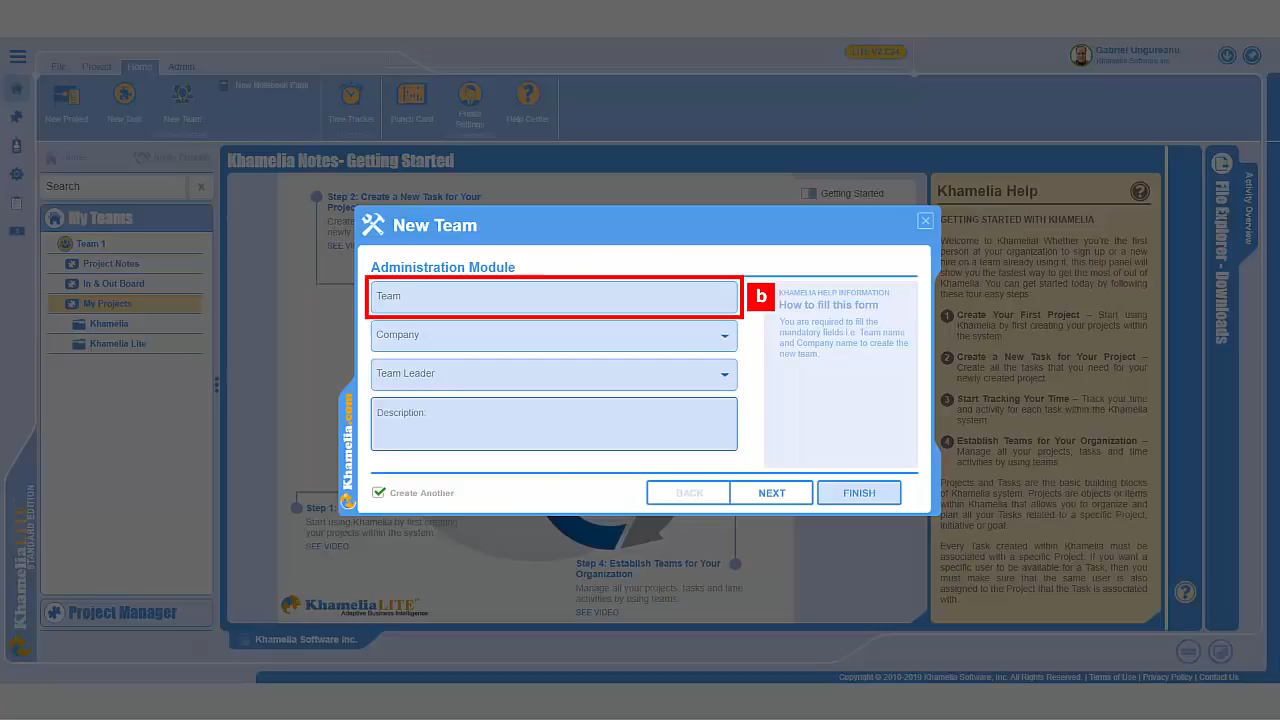 Lite V2.C24
Gabriel Ungureanu
Khamelia Software Inc.
File
Project
Home
Admin
New Project
New Task
New Team
New Notebook Page
Time Tracker
Punch Card
Settings
Help Center
Home
Search
x
My Teams
Team 1
Project Notes
In & Out Board
My Projects
Khamelia
Khamelia Lite
Project Manager
KhameliaLITE
STANDARD EDITION
Khamelia Notes- Getting Started
Step 2: Create a New Task for Your
Getting Started
New Team
Administration Module
Team
b
Company
Team Leader
Description:
KHAMELIA HELP INFORMATION
How to fill this form
You are required to fill the
mandatory fields i.e: Team name
and Company name to create the
new team.
Create Another
BACK
NEXT
FINISH
Khamelia.com
Step 1:
Start using Khamelia by first creating
your projects within the system.
SEE VIDEO
Step 4: Establish Teams for Your
Organization
Manage all your projects, tasks and time
activities by using teams.
SEE VIDEO
KhameliaLITE™
Adaptive Business Intelligence
Khamelia Software Inc.
Khamelia Help
GETTING STARTED WITH KHAMELIA
Welcome to Khamelia! Whether you're the first
person at your organization to sign up or a new
hire on a team already using it, this help panel will
show you the fastest way to get the most of out of
Khamelia. You can get started today by following
these four easy steps:
1 Create Your First Project – Start using
Khamelia by first creating your projects within
the system.
2 Create a New Task for Your Project –
Create all the tasks that you need for your
newly created project.
3 Start Tracking Your Time – Track your time
and activity for each task within the Khamelia
system.
4 Establish Teams for Your Organization –
Manage all your projects, tasks and time
activities by using teams.
Projects and Tasks are the basic building blocks
of Khamelia system. Projects are objects or items
within Khamelia that allows you to organize and
plan all your Tasks related to a specific Project,
initiative or goal.
Every Task created within Khamelia must be
associated with a specific Project. If you want a
specific user to be available for a Task, then you
must make sure that the same user is also
assigned to the Project that the Task is associated
with.
File Explorer - Downloads
Activity Overview
Copyright © 2010-2019 Khamelia Software, Inc. All Rights Reserved. | Terms of Use | Privacy Policy | Contact Us